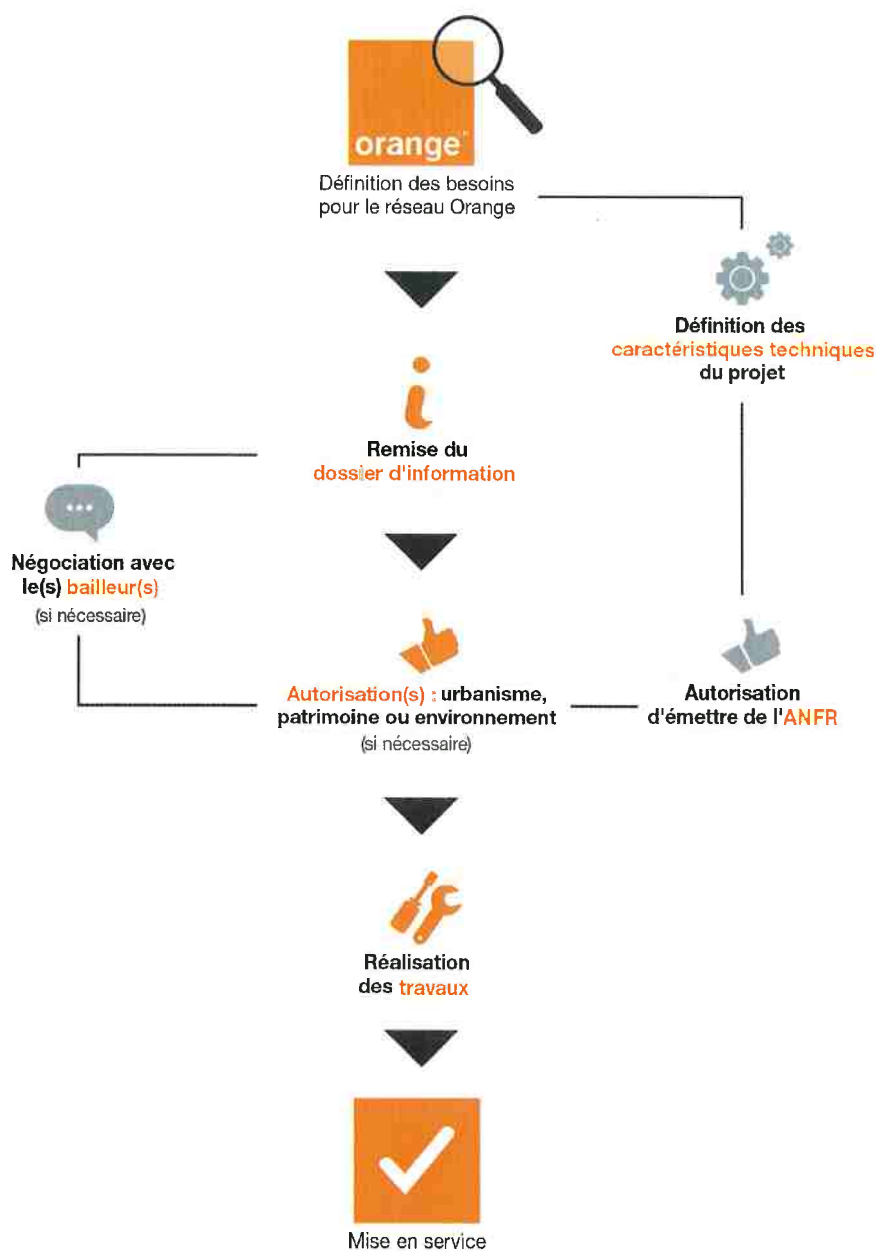 orange™
Définition des besoins
pour le réseau Orange
Définition des
caractéristiques techniques
du projet
Remise du
dossier d'information
Négociation avec
le(s) bailleur(s)
(si nécessaire)
Autorisation(s) : urbanisme,
patrimoine ou environnement
(si nécessaire)
Autorisation
d'émettre de l'ANFR
Réalisation
des travaux
Mise en service